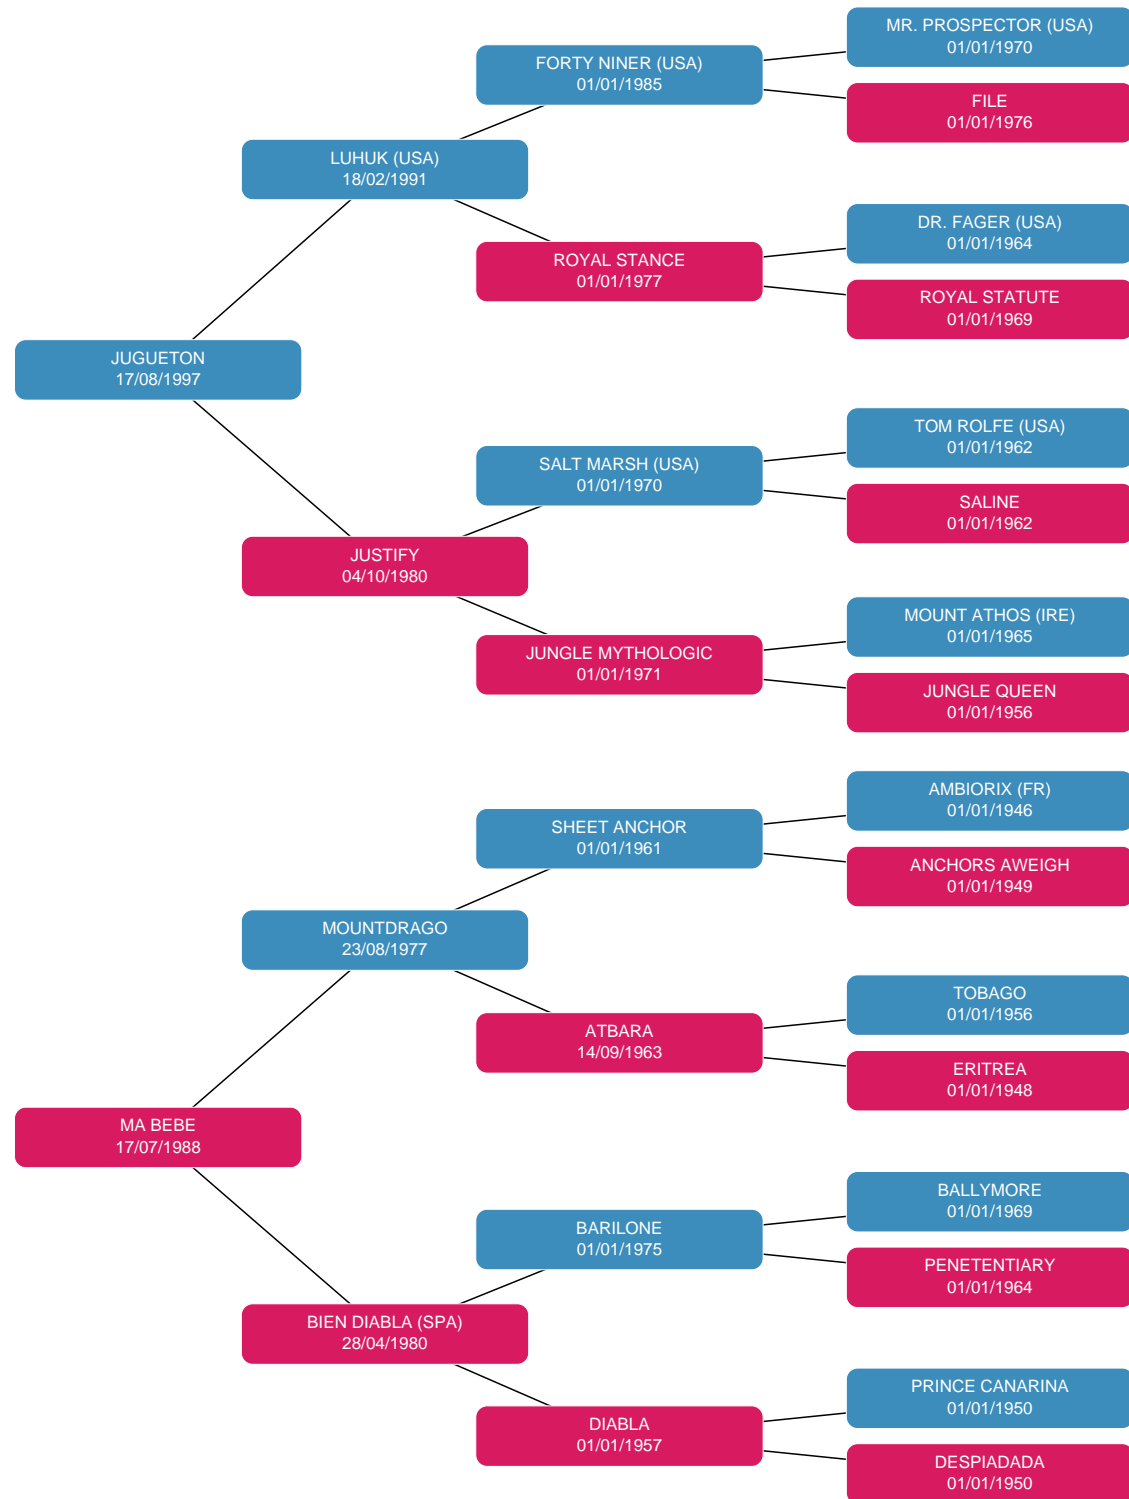 MR. PROSPECTOR (USA)
01/01/1970
FORTY NINER (USA)
01/01/1985
FILE
01/01/1976
LUHUK (USA)
18/02/1991
DR. FAGER (USA)
01/01/1964
ROYAL STANCE
01/01/1977
ROYAL STATUTE
01/01/1969
JUGUETON
17/08/1997
TOM ROLFE (USA)
01/01/1962
SALT MARSH (USA)
01/01/1970
SALINE
01/01/1962
JUSTIFY
04/10/1980
MOUNT ATHOS (IRE)
01/01/1965
JUNGLE MYTHOLOGIC
01/01/1971
JUNGLE QUEEN
01/01/1956
AMBIORIX (FR)
01/01/1946
SHEET ANCHOR
01/01/1961
ANCHORS AWEIGH
01/01/1949
MOUNTDRAGO
23/08/1977
TOBAGO
01/01/1956
ATBARA
14/09/1963
ERITREA
01/01/1948
MA BEBE
17/07/1988
BALLYMORE
01/01/1969
BARILONE
01/01/1975
PENETENTIARY
01/01/1964
BIEN DIABLA (SPA)
28/04/1980
PRINCE CANARINA
01/01/1950
DIABLA
01/01/1957
DESPIADADA
01/01/1950